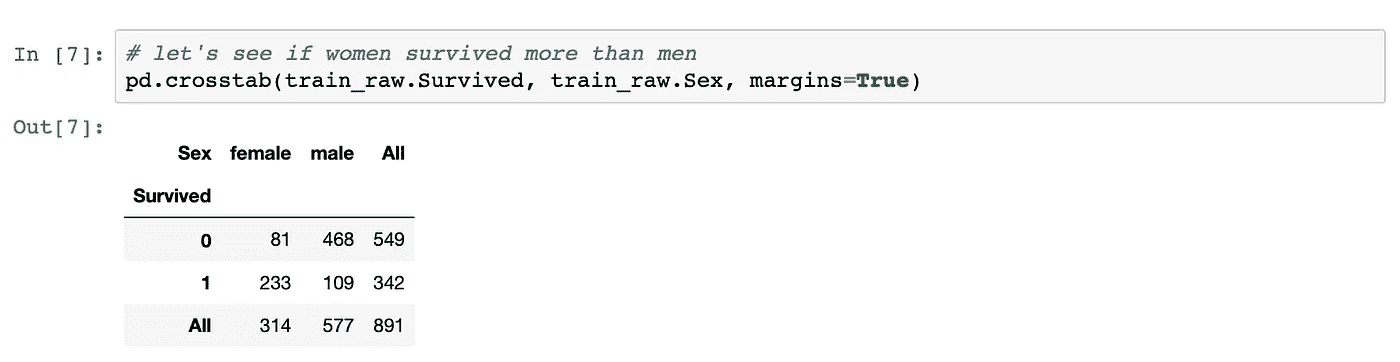 In [7]: # let's see if women survived more than men
pd.crosstab(train_raw.Survived, train_raw.Sex, margins=True)
Out[7]:
Sex female male All
Survived
0 81 468 549
1 233 109 342
All 314 577 891